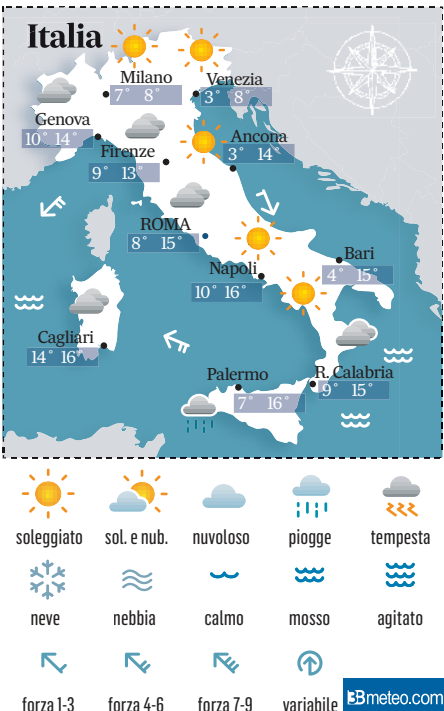 Italia
Milano
7° 8°
Venezia
3° 8°
Genova
10° 14°
Ancona
3° 14°
Firenze
9° 13°
ROMA
8° 15°
Bari
4° 15°
Napoli
10° 16°
Cagliari
14° 16°
Palermo
7° 16°
R. Calabria
9° 15°
soleggiato sol. e nub. nuvoloso piogge tempesta
neve nebbia calmo mosso agitato
forza 1-3 forza 4-6 forza 7-9 variabile
3Bmeteo.com